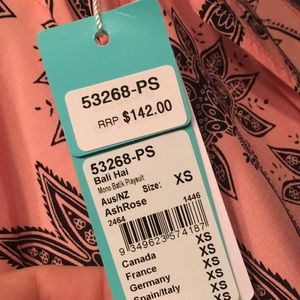 53268-PS
RRP $142.00
53268-PS
Bali Hai
Mono Batik Playsuit
Aus/NZ Size: XS
AshRose
2464 1446
9 349623 574187
Canada XS
France XS
Germany XS
Spain/Italy XS